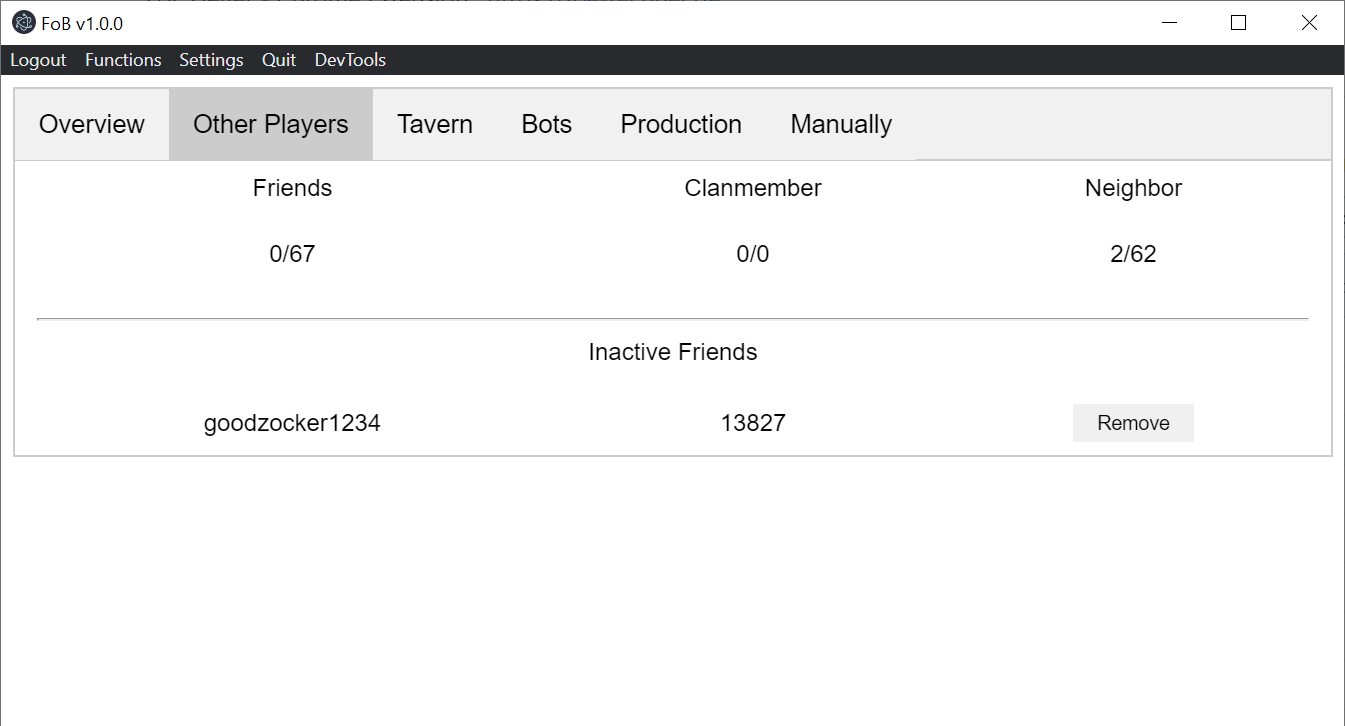 FoB v1.0.0
Logout Functions Settings Quit DevTools
Overview Other Players Tavern Bots Production Manually
Friends Clanmember Neighbor
0/67 0/0 2/62
Inactive Friends
goodzocker1234 13827 Remove